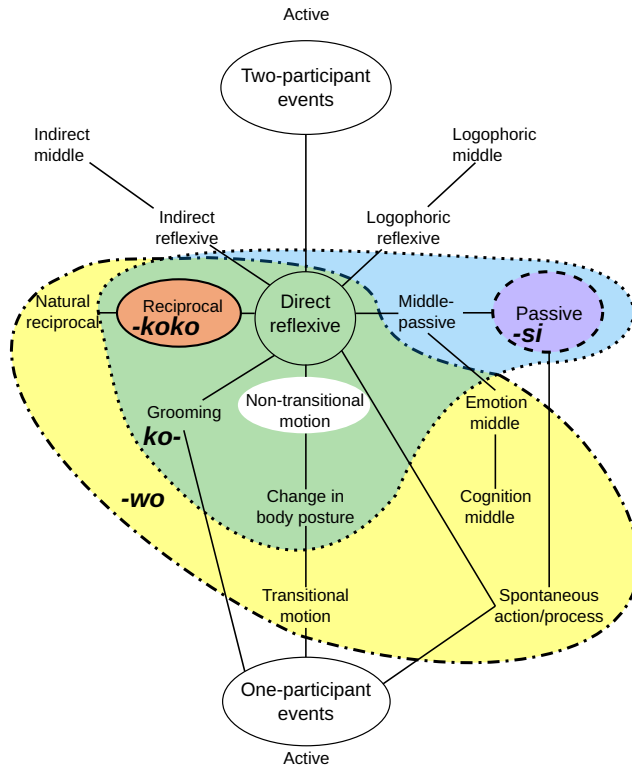 Active
Two-participant
events
Indirect
middle
Logophoric
middle
Indirect
reflexive
Logophoric
reflexive
Natural
reciprocal
Reciprocal
-koko
Direct
reflexive
Middle-
passive
Passive
-si
Grooming
ko-
Non-transitional
motion
Emotion
middle
-wo
Change in
body posture
Cognition
middle
Transitional
motion
Spontaneous
action/process
One-participant
events
Active